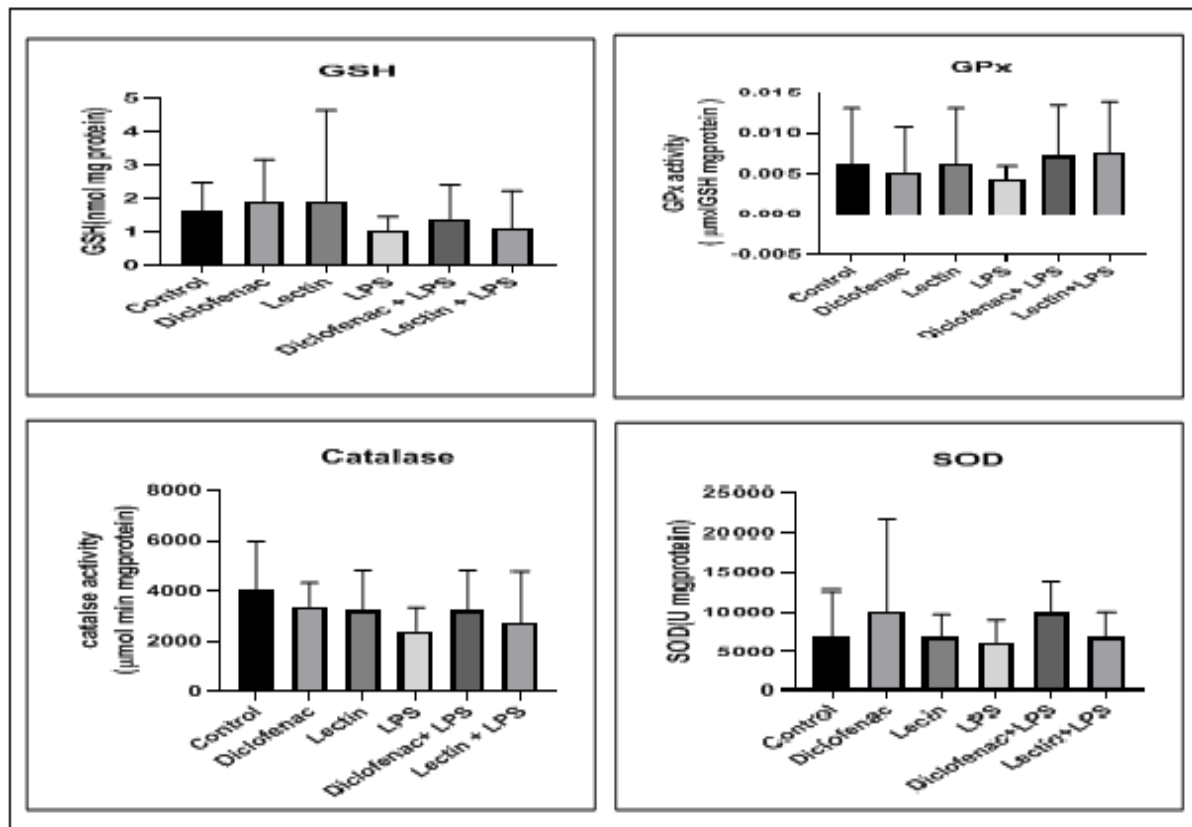 GSH
GSH(nmol mg protein)
5
4
3
2
1
0
Control
Diclofenac
Lectin
LPS
Diclofenac + LPS
Lectin + LPS
GPx
GPx activity
( µmol/GSH mgprotein )
0.015
0.010
0.005
0.000
-0.005
Control
Diclofenac
Lectin
LPS
Diclofenac+ LPS
Lectin+LPS
Catalase
catalse activity
(µmol min mgprotein)
8000
6000
4000
2000
0
Control
Diclofenac
Lectin
LPS
Diclofenac+ LPS
Lectin + LPS
SOD
SOD(U mgproteiin)
25000
20000
15000
10000
5000
0
Control
Diclofenac
Lecin
LPS
Diclofenac+LPS
Lectin+LPS